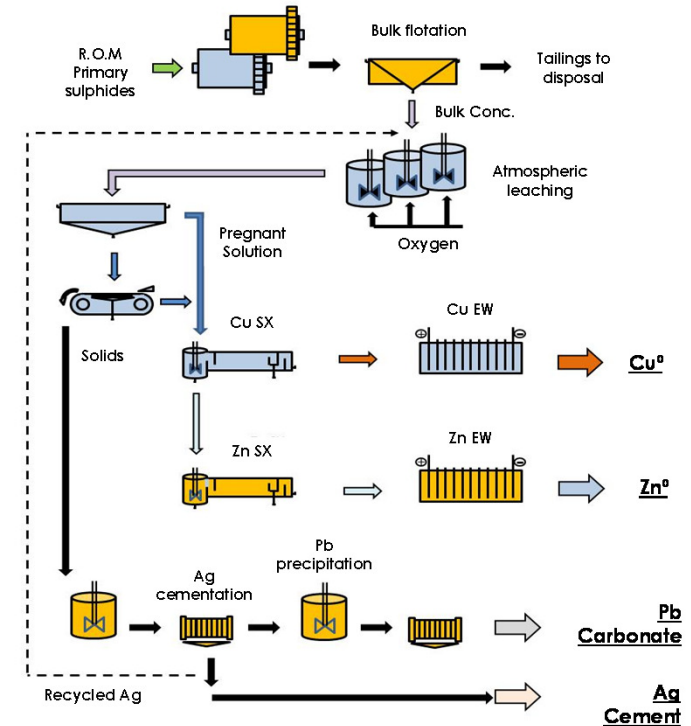 R.O.M
Primary
sulphides
Bulk flotation
Tailings to
disposal
Bulk Conc.
Atmospheric
leaching
Oxygen
Pregnant
Solution
Solids
Cu SX
Cu EW
Cu⁰
Zn SX
Zn EW
Zn⁰
Ag
cementation
Pb
precipitation
Pb
Carbonate
Recycled Ag
Ag
Cement